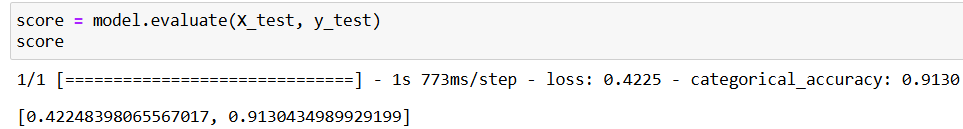 score = model.evaluate(X_test, y_test)
score
1/1 [==============================] - 1s 773ms/step - loss: 0.4225 - categorical_accuracy: 0.9130
[0.42248398065567017, 0.9130434989929199]